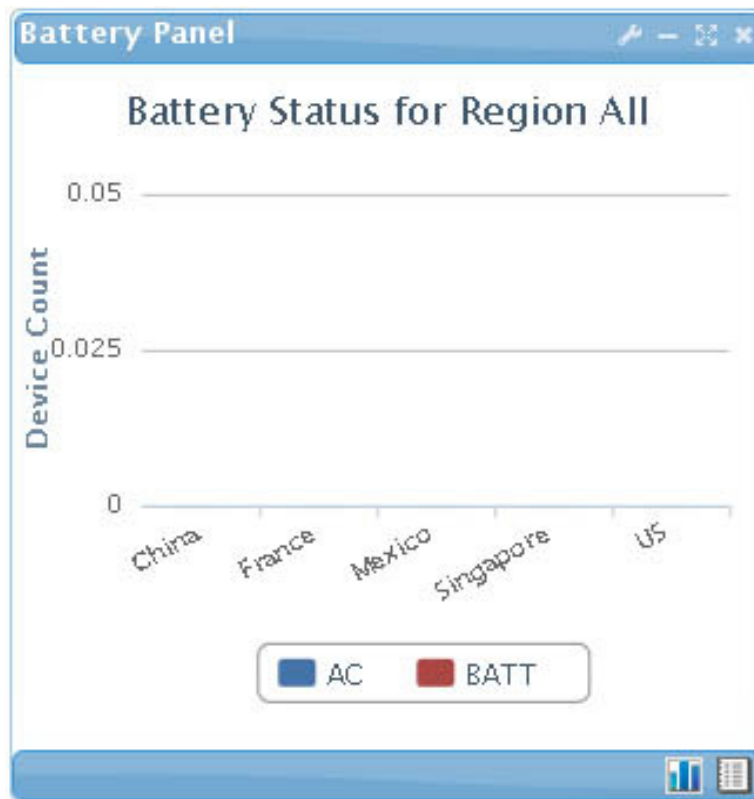 Battery Panel
Battery Status for Region All
Device Count
0.05
0.025
0
China
France
Mexico
Singapore
US
AC
BATT